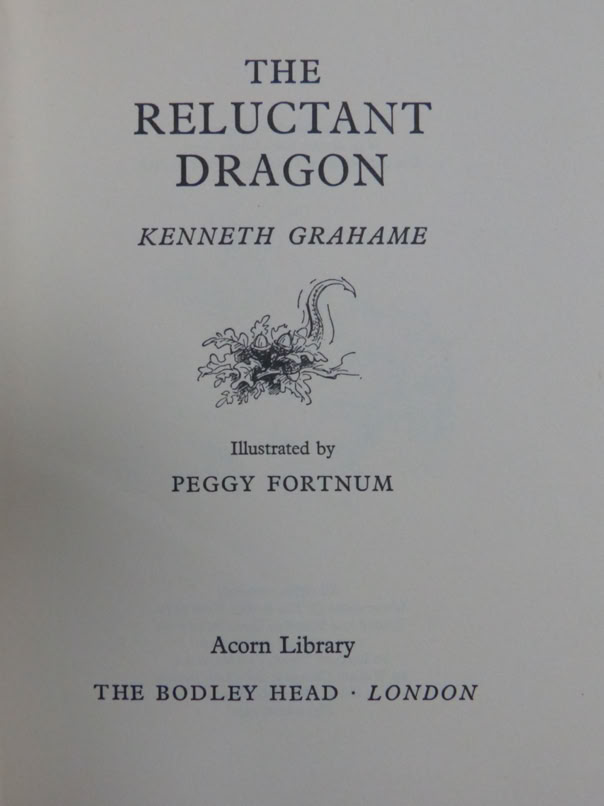 THE
RELUCTANT
DRAGON
KENNETH GRAHAME
Illustrated by
PEGGY FORTNUM
Acorn Library
THE BODLEY HEAD · LONDON